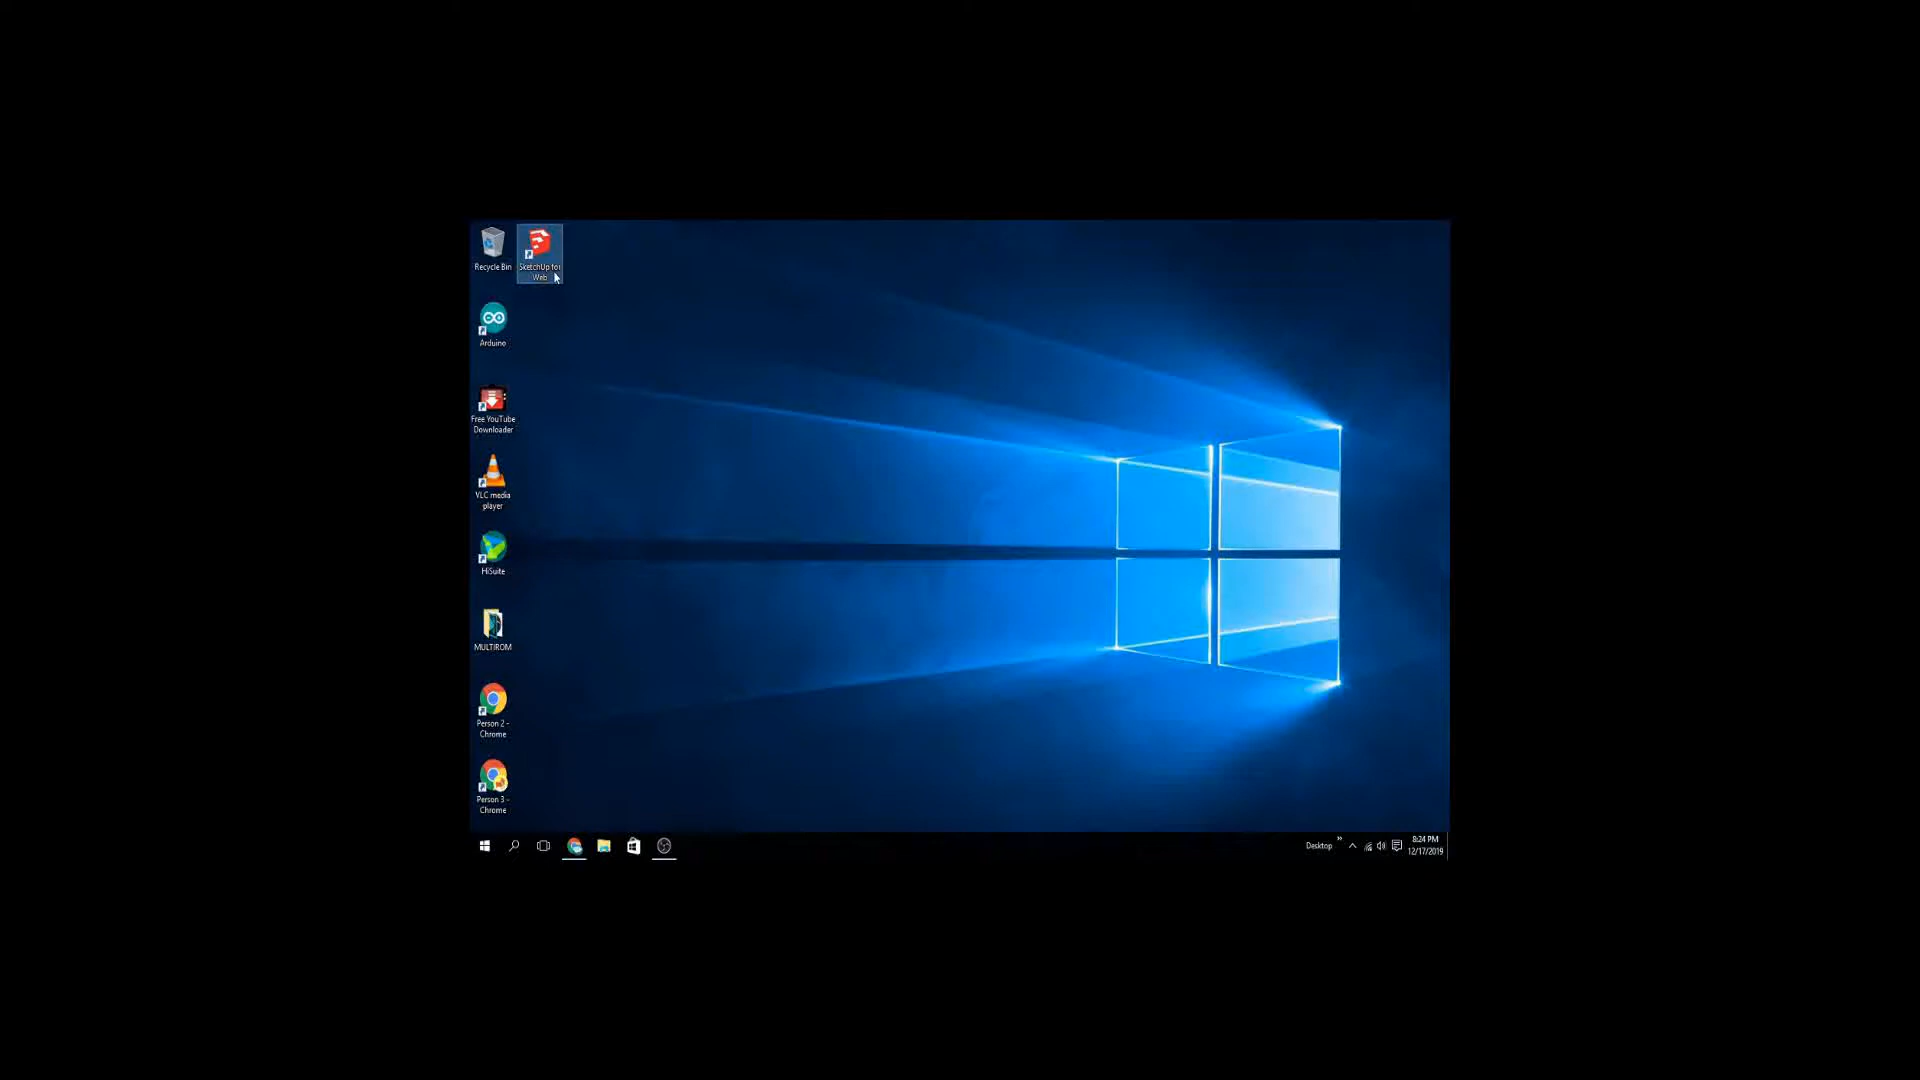 Recycle Bin
SketchUp for
Web
Arduino
Free YouTube
Downloader
VLC media
player
HiSuite
MULTIROM
Person 2 -
Chrome
Person 3 -
Chrome
Desktop
8:24 PM
12/17/2019